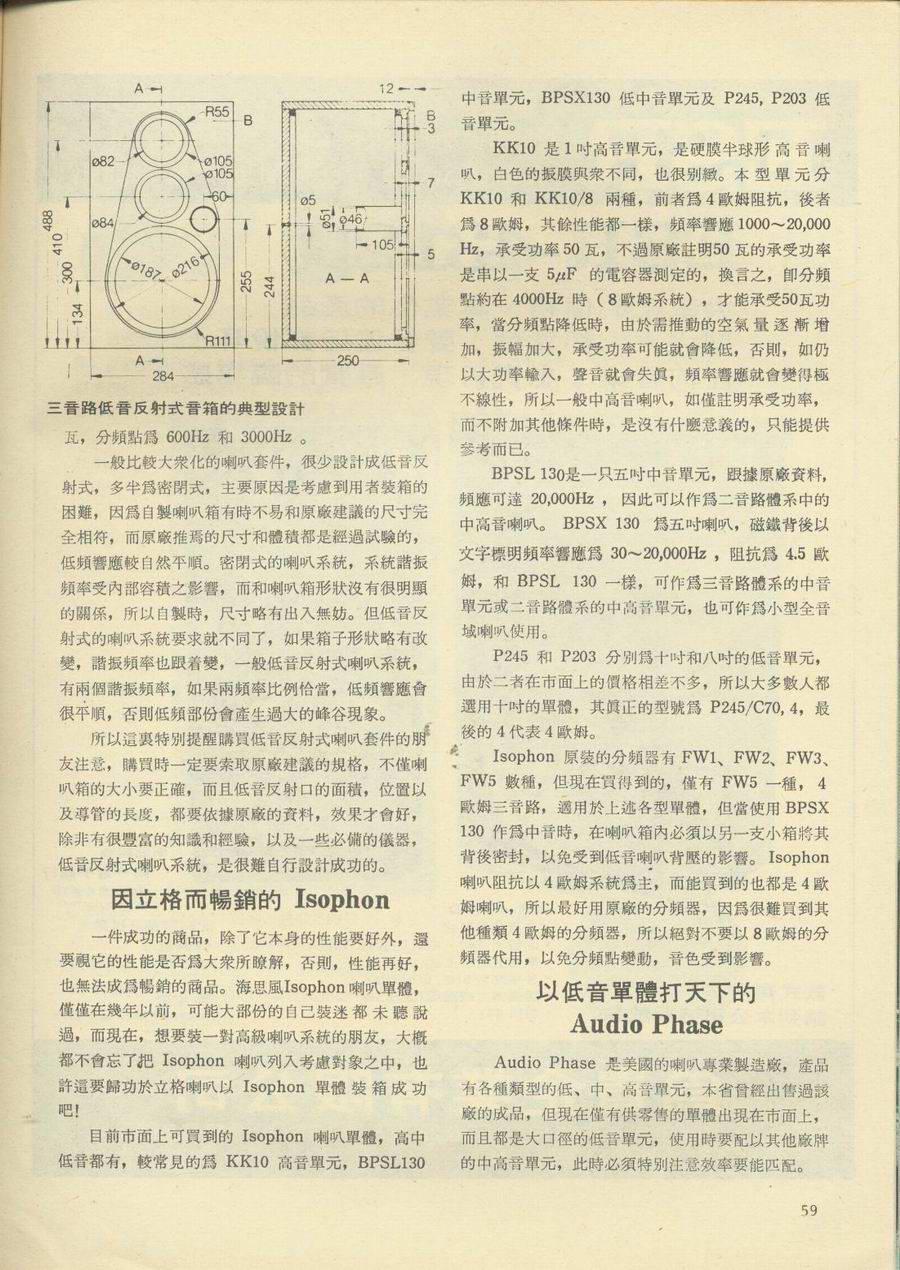 A
12
R55
B
B
3
ø82
ø105
ø105
60
7
ø5
ø84
ø51
ø46
488
410
300
134
105
5
ø187
ø216
255
244
A — A
R111
A
250
284
三音路低音反射式音箱的典型設計
瓦，分頻點爲 600Hz 和 3000Hz 。
一般比較大衆化的喇叭套件，很少設計成低音反
射式，多半爲密閉式，主要原因是考慮到用者裝箱的
困難，因爲自製喇叭箱有時不易和原廠建議的尺寸完
全相符，而原廠推薦的尺寸和體積都是經過試驗的，
低頻響應較自然平順。密閉式的喇叭系統，系統諧振
頻率受內部容積之影響，而和喇叭箱形狀沒有很明顯
的關係，所以自製時，尺寸略有出入無妨。但低音反
射式的喇叭系統要求就不同了，如果箱子形狀略有改
變，諧振頻率也跟着變，一般低音反射式喇叭系統，
有兩個諧振頻率，如果兩頻率比例恰當，低頻響應會
很平順，否則低頻部份會產生過大的峰谷現象。
所以這裏特別提醒購買低音反射式喇叭套件的朋
友注意，購買時一定要索取原廠建議的規格，不僅喇
叭箱的大小要正確，而且低音反射口的面積，位置以
及導管的長度，都要依據原廠的資料，效果才會好，
除非有很豐富的知識和經驗，以及一些必備的儀器，
低音反射式喇叭系統，是很難自行設計成功的。
因立格而暢銷的 Isophon
一件成功的商品，除了它本身的性能要好外，還
要視它的性能是否爲大衆所瞭解，否則，性能再好，
也無法成爲暢銷的商品。海思風Isophon喇叭單體，
僅僅在幾年以前，可能大部份的自己裝迷都未聽說
過，而現在，想要裝一對高級喇叭系統的朋友，大概
都不會忘了把 Isophon 喇叭列入考慮對象之中，也
許這要歸功於立格喇叭以 Isophon 單體裝箱成功
吧!
目前市面上可買到的 Isophon 喇叭單體，高中
低音都有，較常見的爲 KK10 高音單元，BPSL130
中音單元，BPSX130 低中音單元及 P245, P203 低
音單元。
KK10 是1吋高音單元，是硬膜半球形高音喇
叭，白色的振膜與衆不同，也很別緻。本型單元分
KK10 和 KK10/8 兩種，前者爲4歐姆阻抗，後者
爲8歐姆，其餘性能都一樣，頻率響應1000～20,000
Hz，承受功率50瓦，不過原廠註明50瓦的承受功率
是串以一支 5μF 的電容器測定的，換言之，卽分頻
點約在 4000Hz 時（8歐姆系統），才能承受50瓦功
率，當分頻點降低時，由於需推動的空氣量逐漸增
加，振幅加大，承受功率可能就會降低，否則，如仍
以大功率輸入，聲音就會失眞，頻率響應就會變得極
不線性，所以一般中高音喇叭，如僅註明承受功率，
而不附加其他條件時，是沒有什麼意義的，只能提供
參考而已。
BPSL 130是一只五吋中音單元，跟據原廠資料,
頻應可達 20,000Hz ，因此可以作爲二音路體系中的
中高音喇叭。 BPSX 130 爲五吋喇叭，磁鐵背後以
文字標明頻率響應爲 30～20,000Hz ，阻抗爲 4.5 歐
姆，和 BPSL 130 一樣，可作爲三音路體系的中音
單元或二音路體系的中高音單元，也可作爲小型全音
域喇叭使用。
P245 和 P203 分別爲十吋和八吋的低音單元，
由於二者在市面上的價格相差不多，所以大多數人都
選用十吋的單體，其眞正的型號爲 P245/C70, 4，最
後的4代表4歐姆。
Isophon 原裝的分頻器有 FW1、FW2、FW3、
FW5 數種，但現在買得到的，僅有 FW5 一種， 4
歐姆三音路，適用於上述各型單體，但當使用 BPSX
130 作爲中音時，在喇叭箱內必須以另一支小箱將其
背後密封，以免受到低音喇叭背壓的影響。Isophon
喇叭阻抗以4歐姆系統爲主，而能買到的也都是4歐
姆喇叭，所以最好用原廠的分頻器，因爲很難買到其
他種類4歐姆的分頻器，所以絕對不要以8歐姆的分
頻器代用，以免分頻點變動，音色受到影響。
以低音單體打天下的
Audio Phase
Audio Phase 是美國的喇叭專業製造廠，產品
有各種類型的低、中、高音單元，本省曾經出售過該
廠的成品，但現在僅有供零售的單體出現在市面上，
而且都是大口徑的低音單元，使用時要配以其他廠牌
的中高音單元，此時必須特別注意效率要能匹配。
59